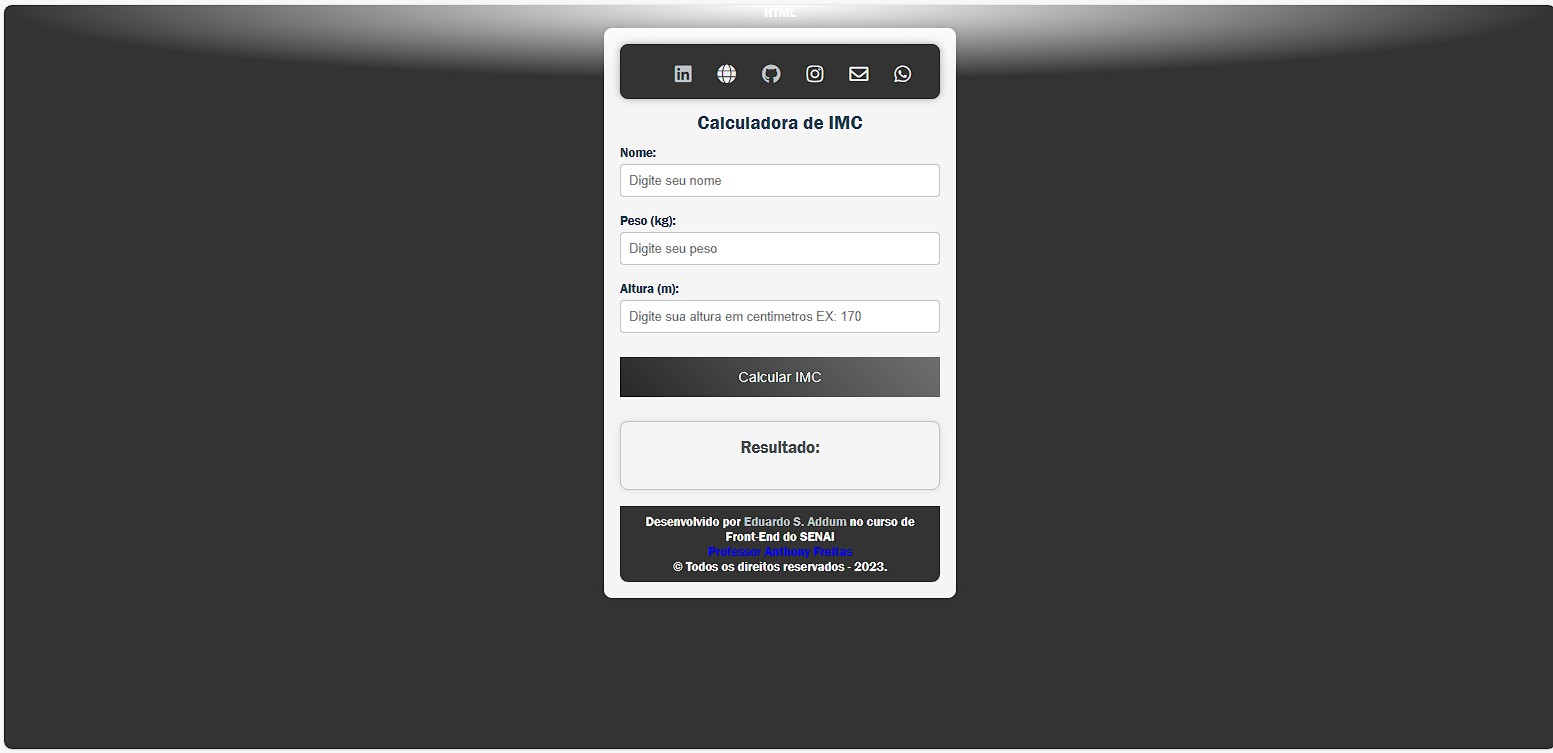 HTML
Calculadora de IMC
Nome:
Digite seu nome
Peso (kg):
Digite seu peso
Altura (m):
Digite sua altura em centimetros EX: 170
Calcular IMC
Resultado:
Desenvolvido por Eduardo S. Addum no curso de
Front-End do SENAI
Professor Anthony Freitas
© Todos os direitos reservados - 2023.